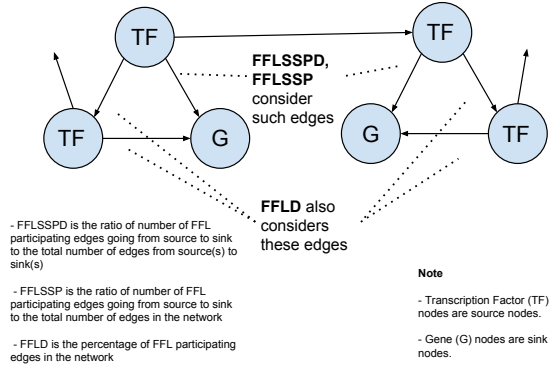 TF
TF
FFLSSPD,
FFLSSP
consider
such edges
TF
G
G
TF
FFLD also
considers
these edges
- FFLSSPD is the ratio of number of FFL
participating edges going from source to sink
to the total number of edges from source(s) to
sink(s)
- FFLSSP is the ratio of number of FFL
participating edges going from source to sink
to the total number of edges in the network
- FFLD is the percentage of FFL participating
edges in the network
Note
- Transcription Factor (TF)
nodes are source nodes.
- Gene (G) nodes are sink
nodes.